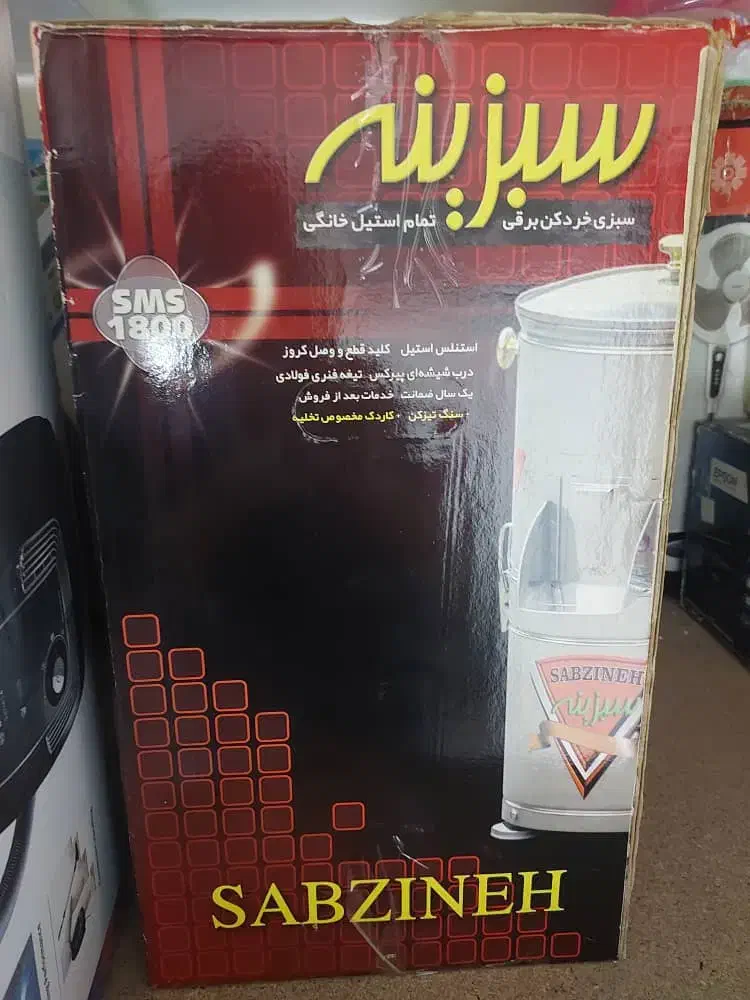 سبزینه
سبزی خردکن برقی تمام استیل خانگی
SMS
1800
استنلس استیل کلید قطع و وصل کروز
درب شیشه‌ای پیرکس تیغه فنری فولادی
یک سال ضمانت خدمات بعد از فروش
+ سنگ تیزکن + کاردک مخصوص تخلیه
EPSON
SABZINEH
سبزینه
SABZINEH